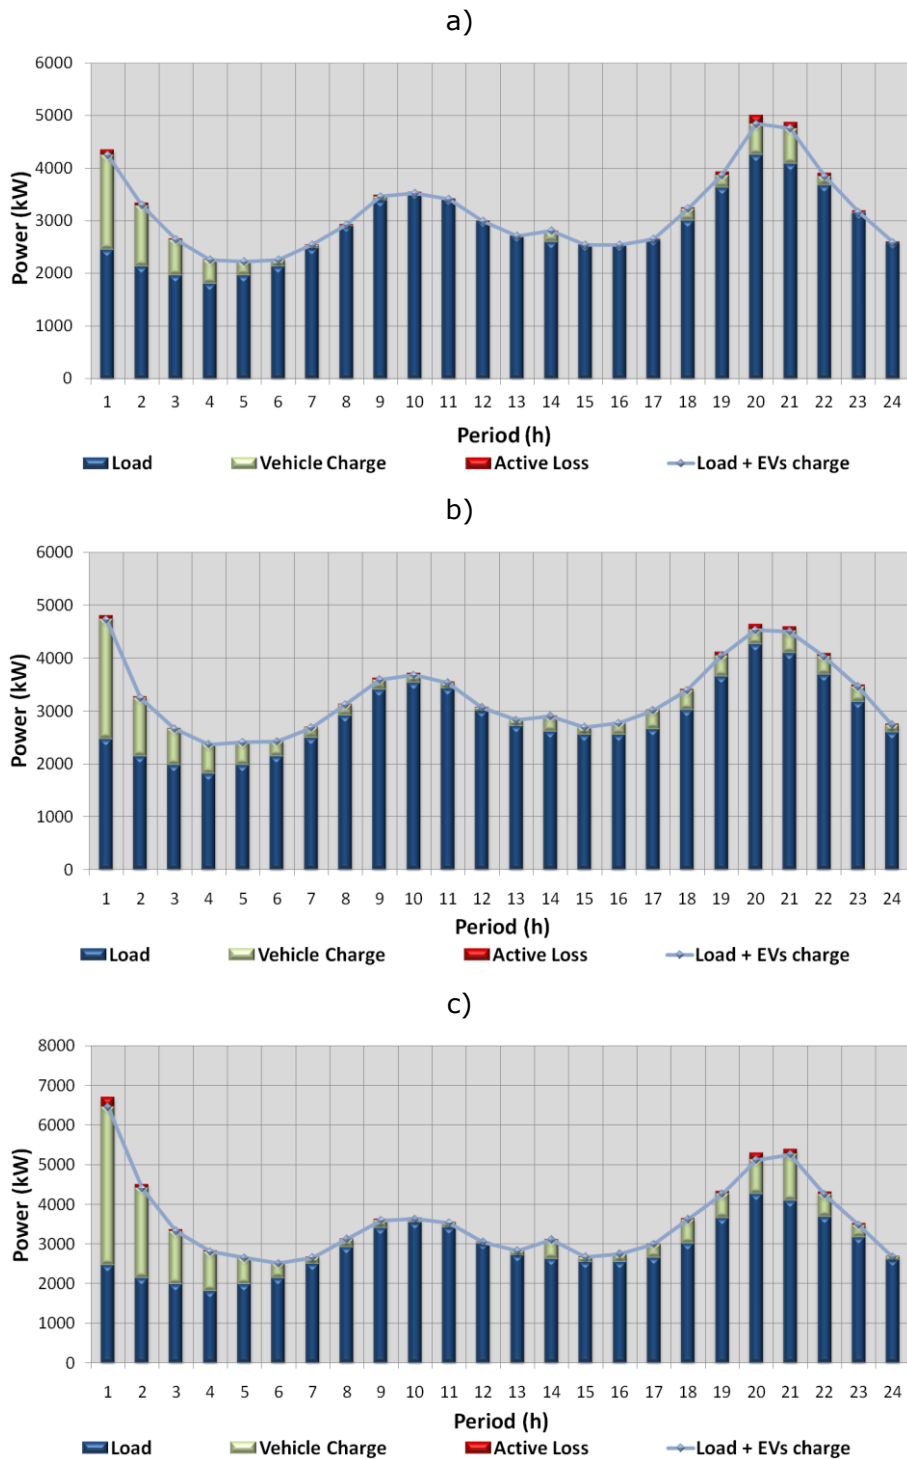 a)
6000
5000
4000
3000
2000
1000
0
Power (kW)
1 2 3 4 5 6 7 8 9 10 11 12 13 14 15 16 17 18 19 20 21 22 23 24
Period (h)
Load Vehicle Charge Active Loss Load + EVs charge
b)
6000
5000
4000
3000
2000
1000
0
Power (kW)
1 2 3 4 5 6 7 8 9 10 11 12 13 14 15 16 17 18 19 20 21 22 23 24
Period (h)
Load Vehicle Charge Active Loss Load + EVs charge
c)
8000
7000
6000
5000
4000
3000
2000
1000
0
Power (kW)
1 2 3 4 5 6 7 8 9 10 11 12 13 14 15 16 17 18 19 20 21 22 23 24
Period (h)
Load Vehicle Charge Active Loss Load + EVs charge